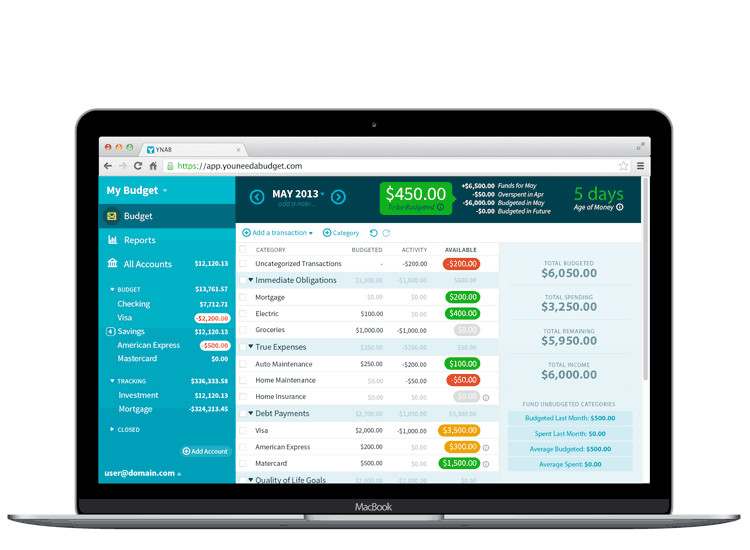 YNAB
https://app.youneedabudget.com
My Budget
Budget
Reports
All Accounts $12,120.13
BUDGET $13,761.57
Checking $7,712.71
Visa -$2,200.00
4 Savings $12,120.13
American Express -$500.00
Mastercard $0.00
TRACKING $336,333.58
Investment $12,120.13
Mortgage -$324,213.45
CLOSED
Add Account
user@domain.com
MAY 2013
add a note...
$450.00
To be Budgeted
+$6,500.00 Funds for May
-$50.00 Overspent in Apr
-$6,000.00 Budgeted in May
-$0.00 Budgeted in Future
5 days
Age of Money
Add a transaction Category
CATEGORY BUDGETED ACTIVITY AVAILABLE
Uncategorized Transactions - -$200.00 -$200.00
Immediate Obligations $1,100.00 -$1,000.00 $600.00
Mortgage $0.00 $0.00 $200.00
Electric $100.00 $0.00 $400.00
Groceries $1,000.00 -$1,000.00 $0.00
True Expenses $250.00 -$250.00 $50.00
Auto Maintenance $250.00 -$200.00 $100.00
Home Maintenance $0.00 -$50.00 -$50.00
Home Insurance $0.00 $0.00 $0.00
Debt Payments $2,700.00 -$1,000.00 $5,300.00
Visa $2,000.00 -$1,000.00 $3,500.00
American Express $200.00 $0.00 $300.00
Matercard $500.00 $0.00 $1,500.00
Quality of Life Goals $2,000.00 -$1,000.00 $0.00
TOTAL BUDGETED
$6,050.00
TOTAL SPENDING
$3,250.00
TOTAL REMAINING
$5,950.00
TOTAL INCOME
$6,000.00
FUND UNBUDGETED CATEGORIES
Budgeted Last Month: $500.00
Spent Last Month: $0.00
Average Budgeted: $500.00
Average Spent: $0.00
MacBook